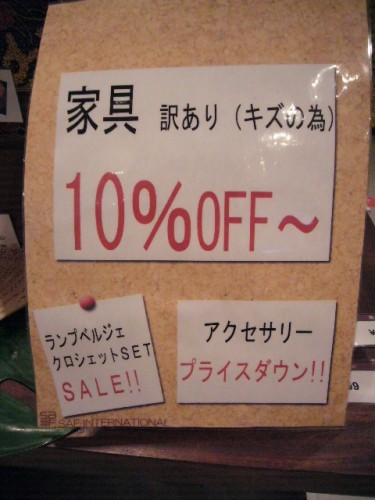 家具 訳あり（キズの為）
10%OFF～
ランプベルジェ
クロシェットSET
SALE!!
アクセサリー
プライスダウン!!
SAF INTERNATIONAL